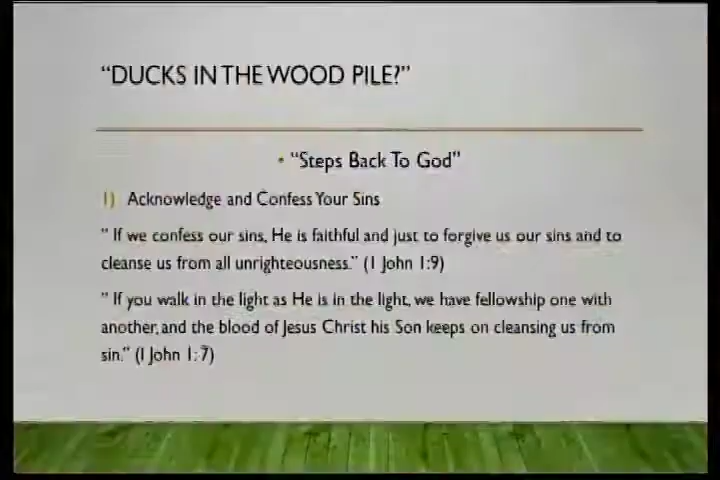 “DUCKS IN THE WOOD PILE?”
• “Steps Back To God”
1) Acknowledge and Confess Your Sins
" If we confess our sins, He is faithful and just to forgive us our sins and to
cleanse us from all unrighteousness." (1 John 1:9)
" If you walk in the light as He is in the light, we have fellowship one with
another, and the blood of Jesus Christ his Son keeps on cleansing us from
sin." (1 John 1:7)